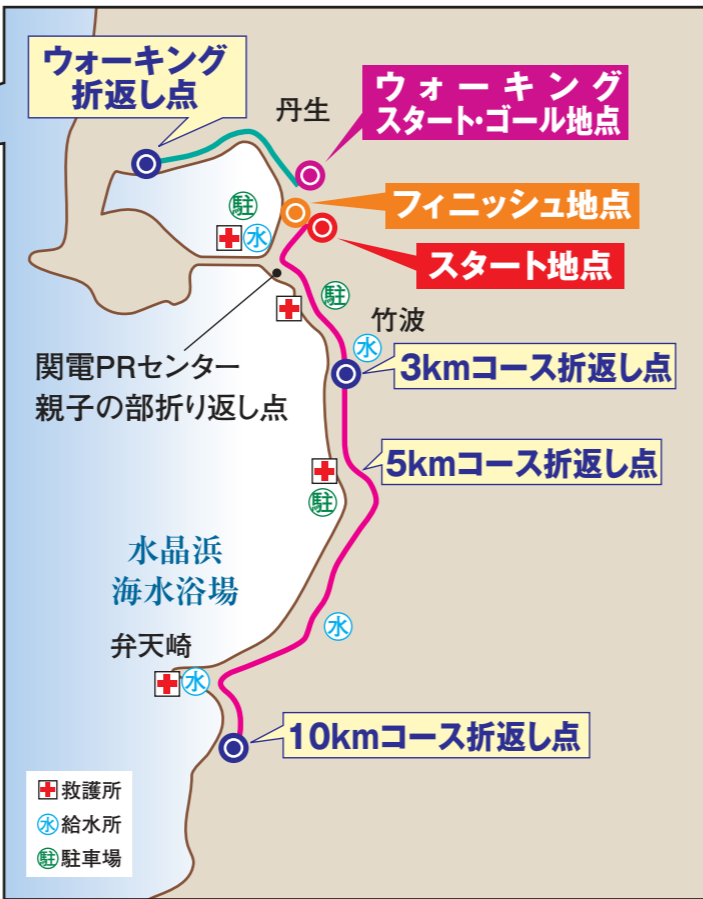 ウォーキング
折返し点
丹生
ウォーキング
スタート・ゴール地点
フィニッシュ地点
スタート地点
駐
水
駐
竹波
水
関電PRセンター
親子の部折り返し点
3kmコース折返し点
5kmコース折返し点
駐
水晶浜
海水浴場
水
弁天崎
水
10kmコース折返し点
救護所
水 給水所
駐 駐車場